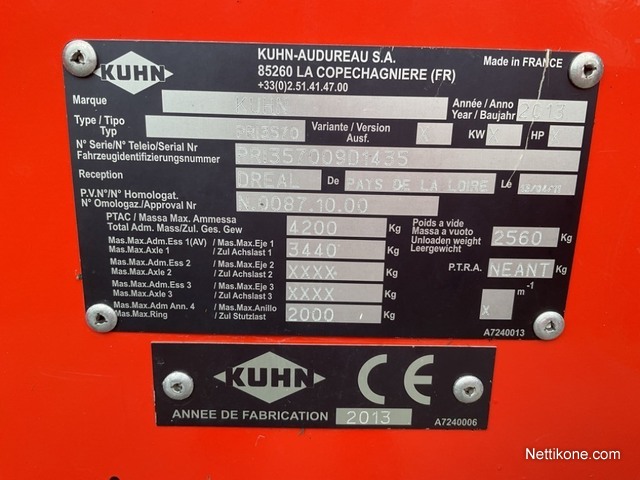 KUHN
KUHN-AUDUREAU S.A.
85260 LA COPECHAGNIERE (FR)
+33(0)2.51.41.47.00
Made in FRANCE
Marque KUHN Année / Anno 2013
Year / Baujahr
Type / Tipo
Typ PRI3570 Variante / Version X KW X HP
Ausf.
N° Serie/N° Teleio/Serial Nr
Fahrzeugidentifizierungsnummer PRI357009D1435
Reception DREAL De PAYS DE LA LOIRE Le
P.V.N°/N° Homologat.
N° Omologaz./Approval Nr N.0087.10.00
PTAC / Massa Max. Ammessa
Total Adm. Mass/Zul. Ges. Gew 4200 Kg
Poids a vide
Massa a vuoto
Unloaden weight
Leergewicht 2560 Kg
Mas.Max.Adm.Ess 1(AV) / Mas.Max.Eje 1
Mas.Max.Axle 1 / Zul Achslast 1 3440 Kg
Mas.Max.Adm.Ess 2 / Mas.Max.Eje 2
Mas.Max.Axle 2 / Zul Achslast 2 XXXX Kg
P.T.R.A. NEANT Kg
Mas.Max.Adm.Ess 3 / Mas.Max.Eje 3
Mas.Max.Axle 3 / Zul Achslast 3 XXXX Kg
X m-1
Mas.Max.Adm Ann. 4 / Mas.Max.Anillo
Mas.Max.Ring / Zul Stutzlast 2000 Kg
A7240013
KUHN CE
ANNEE DE FABRICATION 2013 A7240006
Nettikone.com